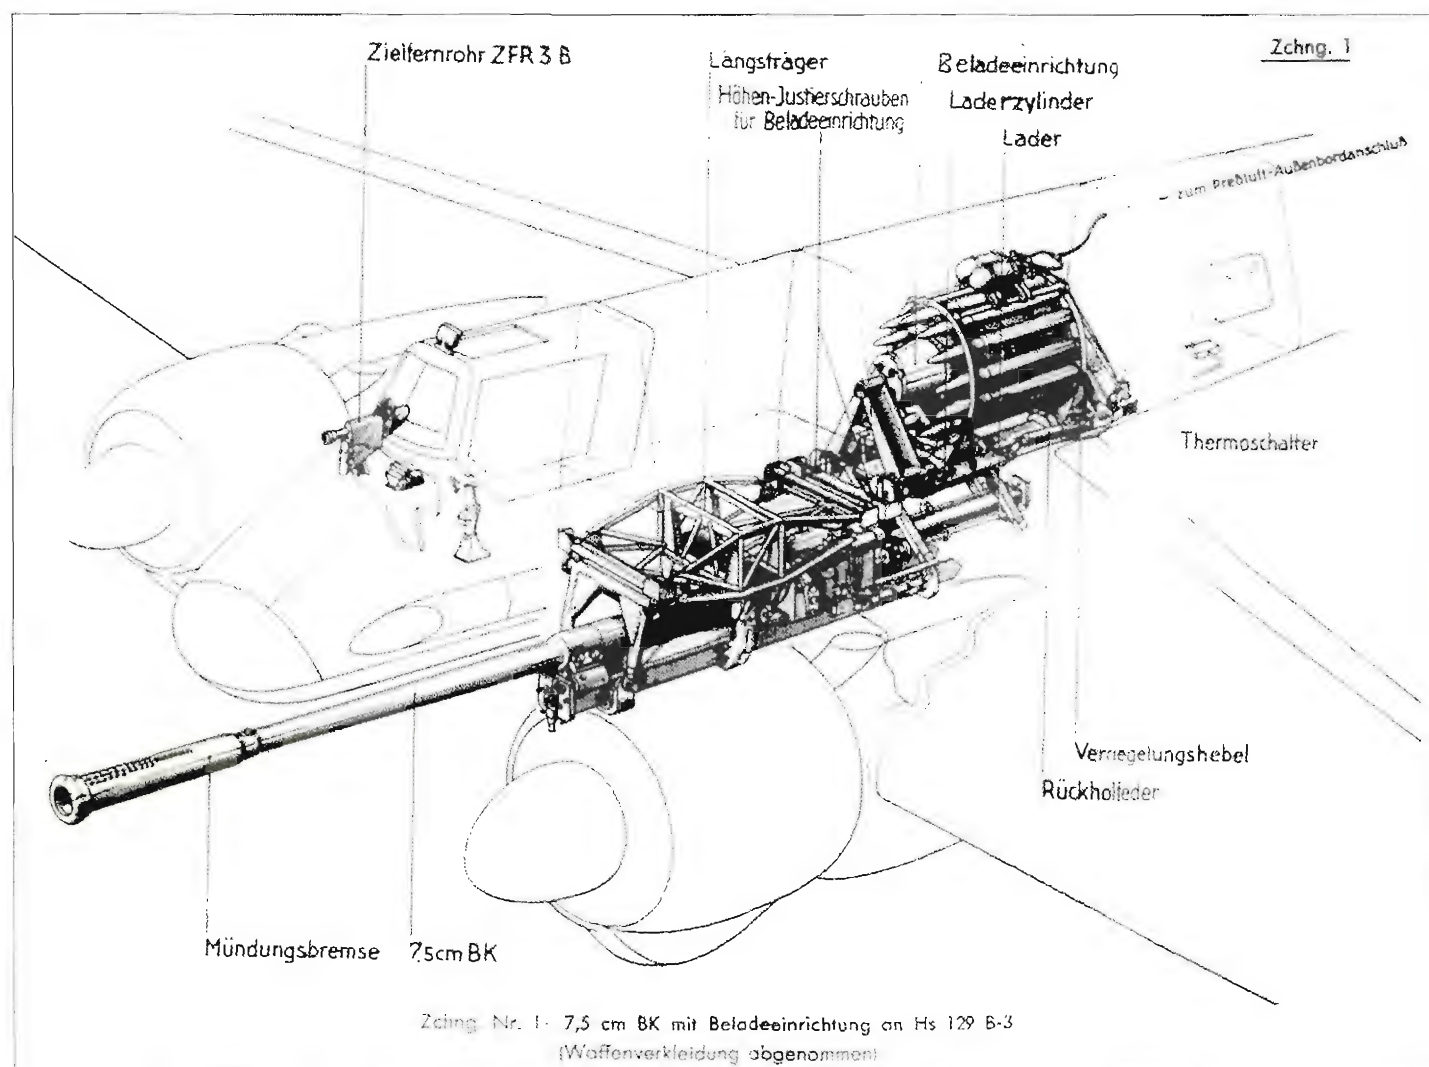 Zchng. 1
Zielfernrohr ZFR 3 B
Längsträger
Höhen-Justierschrauben
für Beladeeinrichtung
Beladeeinrichtung
Laderzylinder
Lader
zum Preßluft-Außenbordanschluß
Thermoschalter
Verriegelungshebel
Rückholfeder
Mündungsbremse
7,5cm BK
Zchng. Nr. 1: 7,5 cm BK mit Beladeeinrichtung an Hs 129 B-3
(Waffenverkleidung abgenommen)